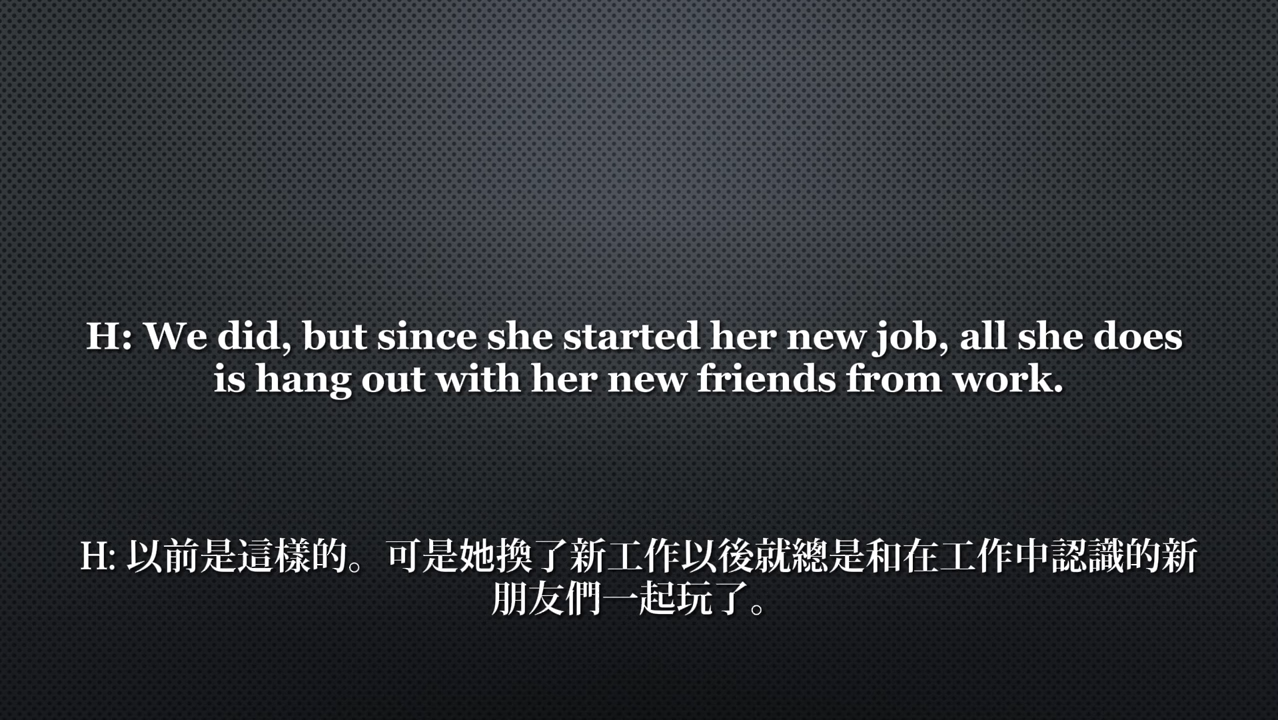 H: We did, but since she started her new job, all she does
is hang out with her new friends from work.
H: 以前是這樣的。可是她換了新工作以後就總是和在工作中認識的新
朋友們一起玩了。